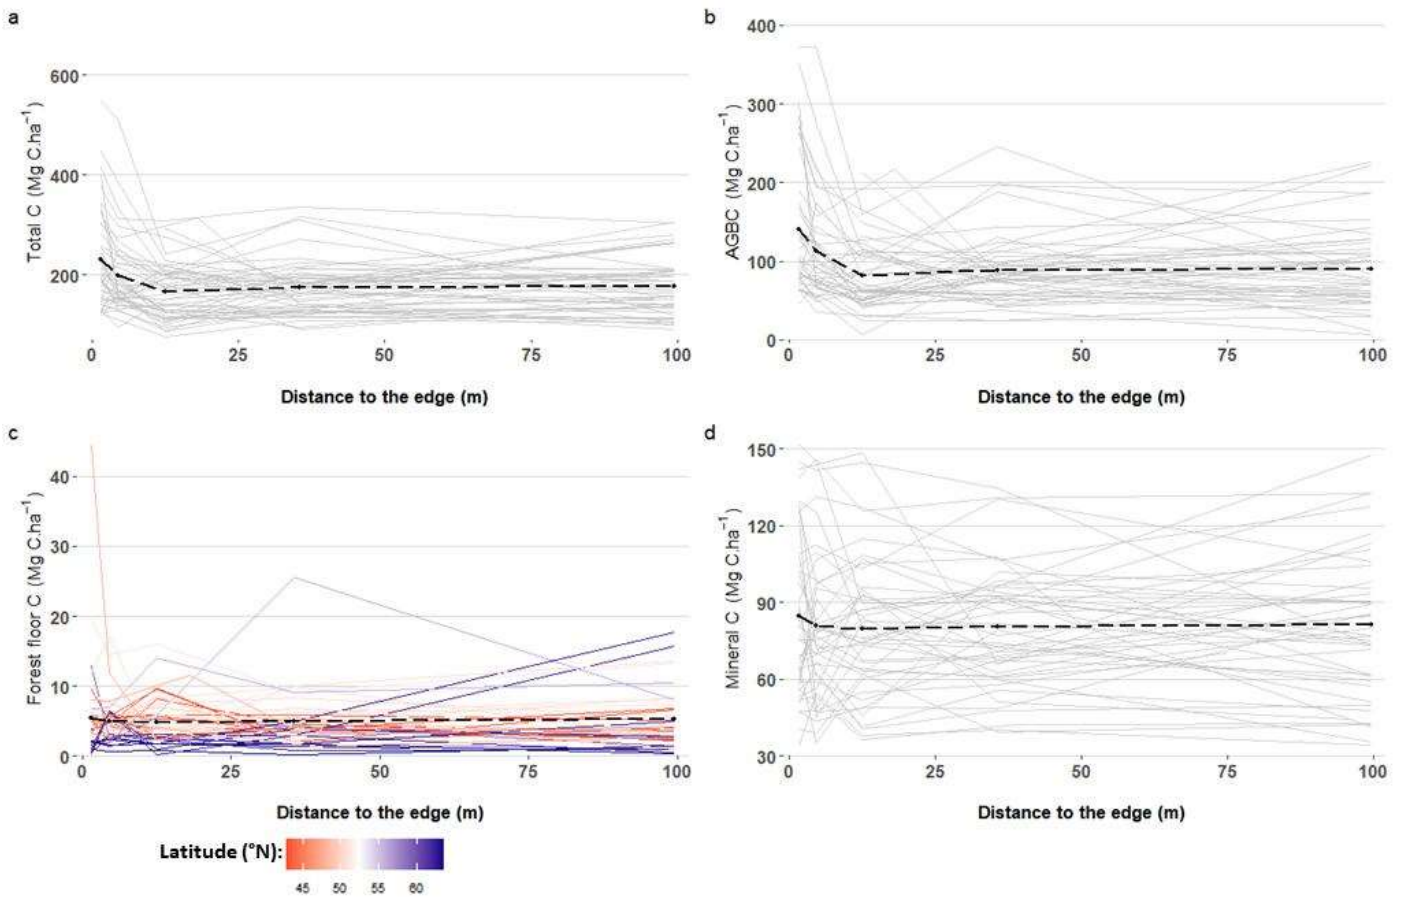 a
600
400
200
Total C (Mg C.ha⁻¹)
0 25 50 75 100
Distance to the edge (m)
b
400
300
200
100
0
AGBC (Mg C.ha⁻¹)
0 25 50 75 100
Distance to the edge (m)
c
40
30
20
10
0
Forest floor C (Mg C.ha⁻¹)
0 25 50 75 100
Distance to the edge (m)
Latitude (°N):
45 50 55 60
d
150
120
90
60
30
Mineral C (Mg C.ha⁻¹)
0 25 50 75 100
Distance to the edge (m)